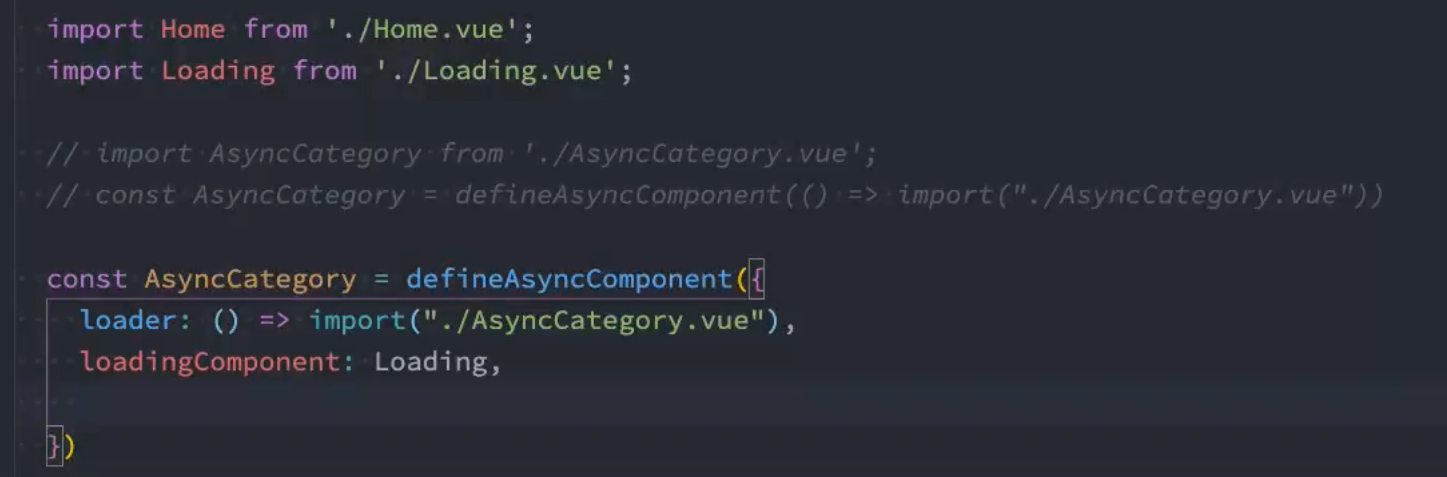 import Home from './Home.vue';
import Loading from './Loading.vue';
// import AsyncCategory from './AsyncCategory.vue';
// const AsyncCategory = defineAsyncComponent(() => import("./AsyncCategory.vue"))
const AsyncCategory = defineAsyncComponent({
loader: () => import("./AsyncCategory.vue"),
loadingComponent: Loading,
})